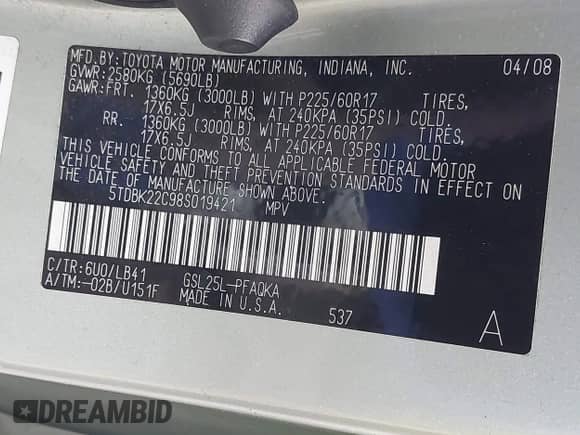 MFD.BY:TOYOTA MOTOR MANUFACTURING, INDIANA, INC. 04/08
GVWR: 2580KG (5690LB)
GAWR:FRT. 1360KG (3000LB) WITH P225/60R17 TIRES,
17X6.5J RIMS, AT 240KPA (35PSI) COLD.
RR. 1360KG (3000LB) WITH P225/60R17 TIRES,
17X6.5J RIMS, AT 240KPA (35PSI) COLD.
THIS VEHICLE CONFORMS TO ALL APPLICABLE FEDERAL MOTOR
VEHICLE SAFETY AND THEFT PREVENTION STANDARDS IN EFFECT ON
THE DATE OF MANUFACTURE SHOWN ABOVE.
5TDBK22C98S019421 MPV
C/TR:6U0/LB41 GSL25L-PFAQKA
A/TM:-02B/U151F MADE IN U.S.A. 537 A
DREAMBID